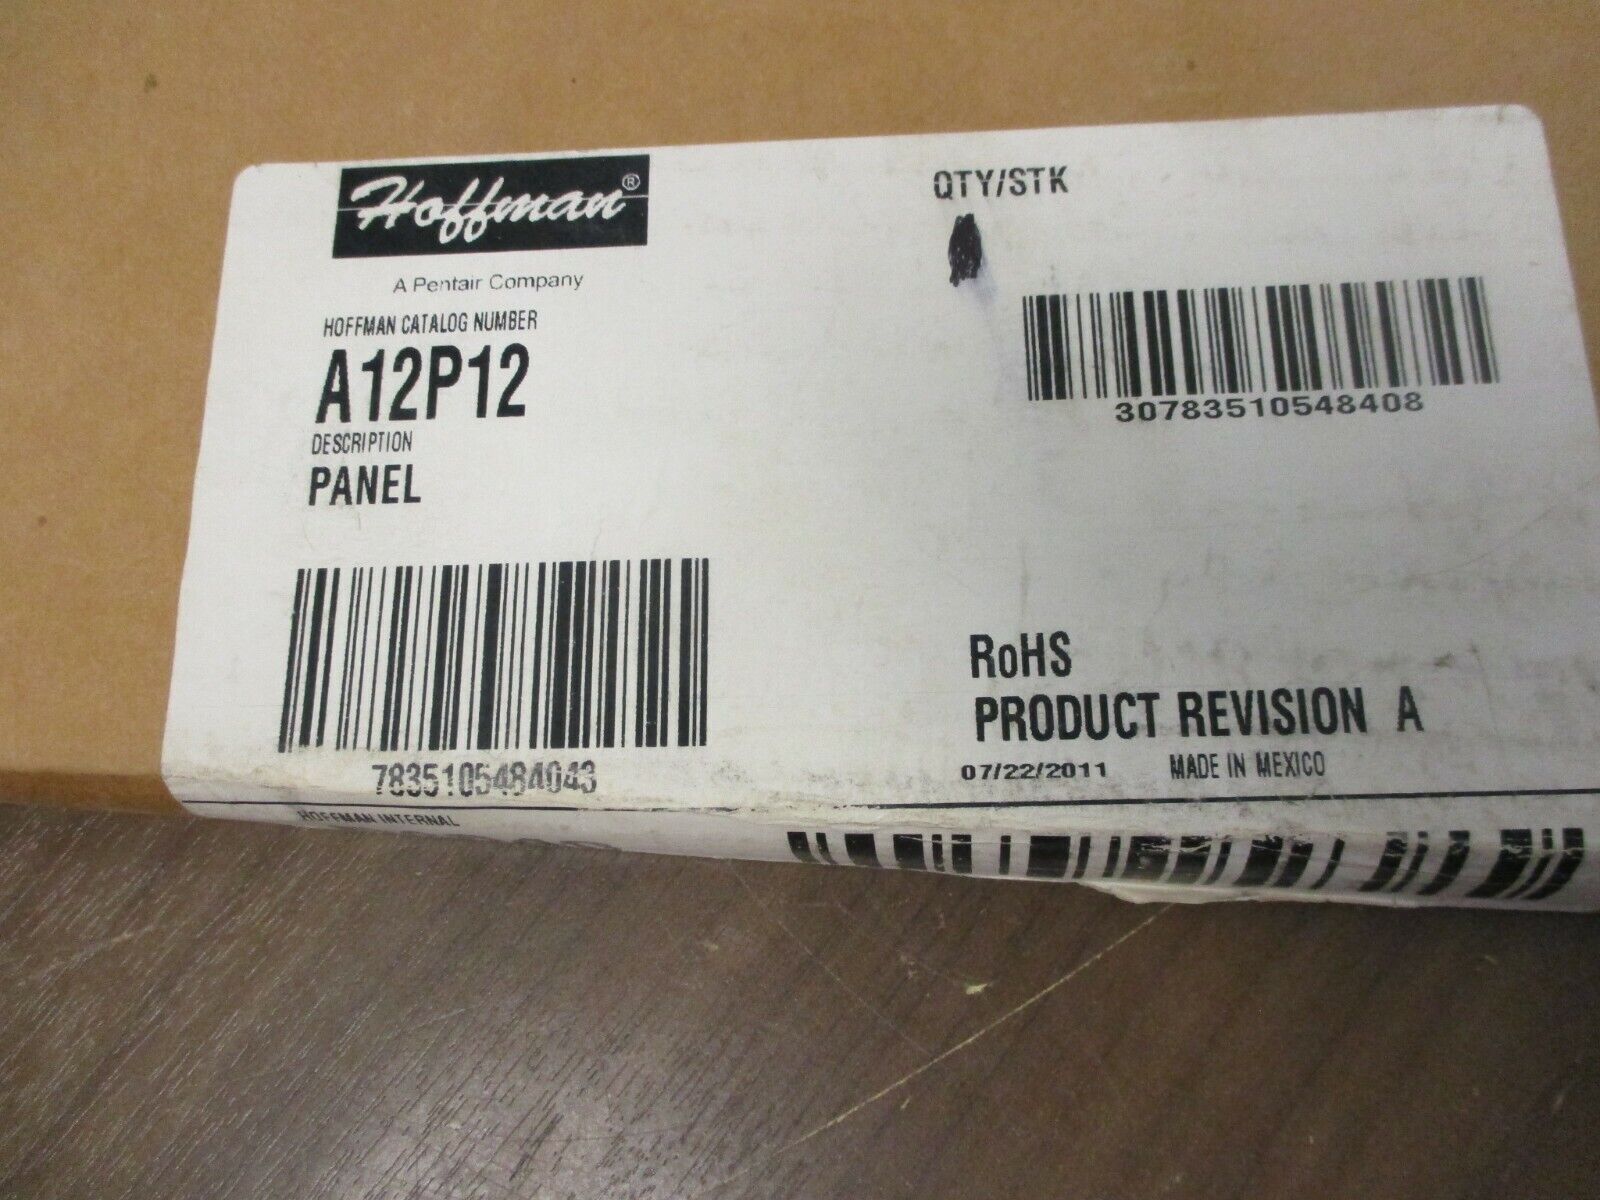 Hoffman®
A Pentair Company
HOFFMAN CATALOG NUMBER
A12P12
DESCRIPTION
PANEL
7835105484043
HOFFMAN INTERNAL
QTY/STK
30783510548408
RoHS
PRODUCT REVISION A
07/22/2011 MADE IN MEXICO